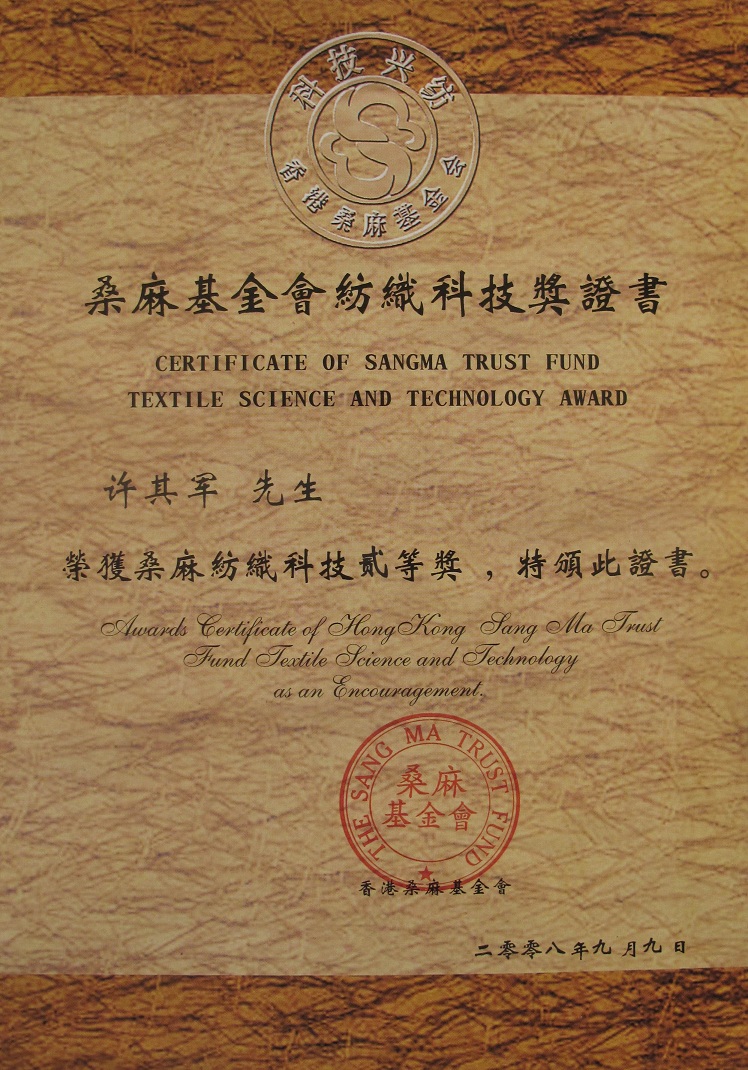 科技兴纺
香港桑麻基金会
桑麻基金會紡織科技獎證書
CERTIFICATE OF SANGMA TRUST FUND
TEXTILE SCIENCE AND TECHNOLOGY AWARD
许其军 先生
榮獲桑麻紡織科技貳等獎，特頒此證書。
Awards Certificate of Hong Kong Sang Ma Trust
Fund Textile Science and Technology
as an Encouragement.
THE SANG MA TRUST FUND
桑麻
基金會
香港桑麻基金會
二零零八年九月九日